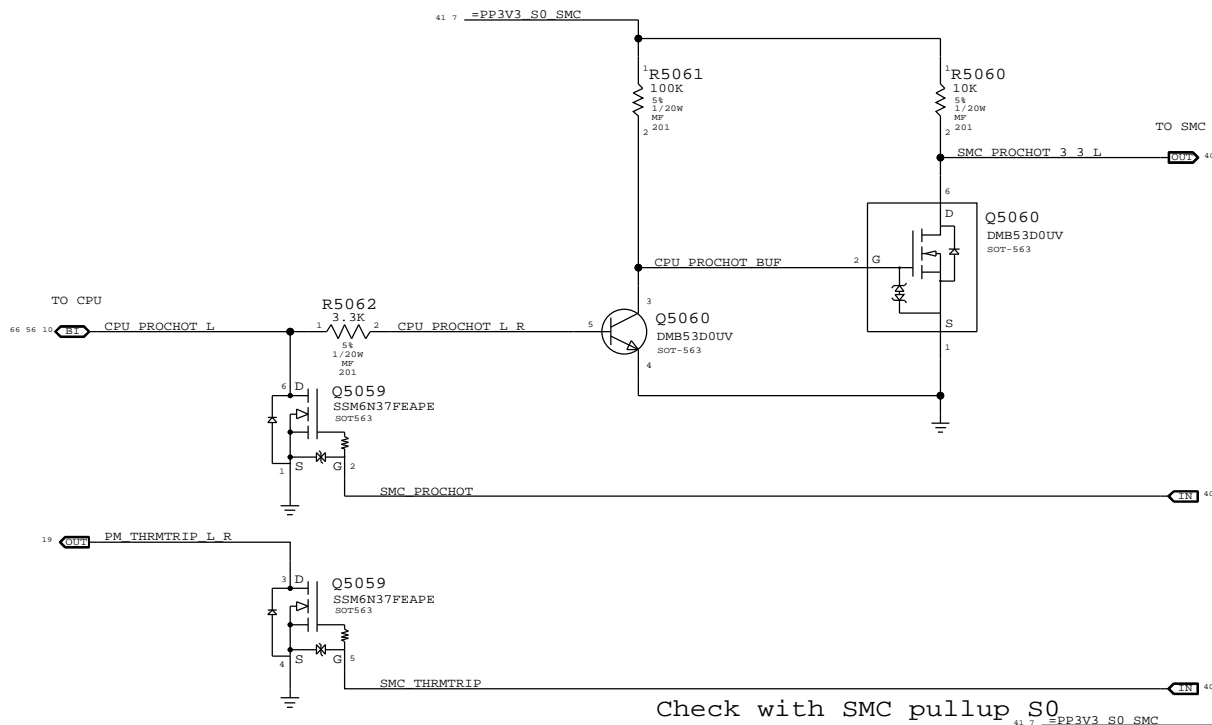 41 7 =PP3V3_S0_SMC
1
R5061
100K
5%
1/20W
MF
201
2
1
R5060
10K
5%
1/20W
MF
201
2
TO SMC
SMC_PROCHOT_3_3_L
OUT 40
6
D
Q5060
DMB53D0UV
SOT-563
CPU_PROCHOT_BUF
2 G
S
1
TO CPU
66 56 10 BI CPU_PROCHOT_L
R5062
3.3K
1 2
5%
1/20W
MF
201
CPU_PROCHOT_L_R
5
3
Q5060
DMB53D0UV
SOT-563
4
6 D
Q5059
SSM6N37FEAPE
SOT563
1 S G 2
SMC_PROCHOT
IN 40
19 OUT PM_THRMTRIP_L_R
3 D
Q5059
SSM6N37FEAPE
SOT563
4 S G 5
SMC_THRMTRIP
IN 40
Check with SMC pullup S0
41 7 =PP3V3_S0_SMC